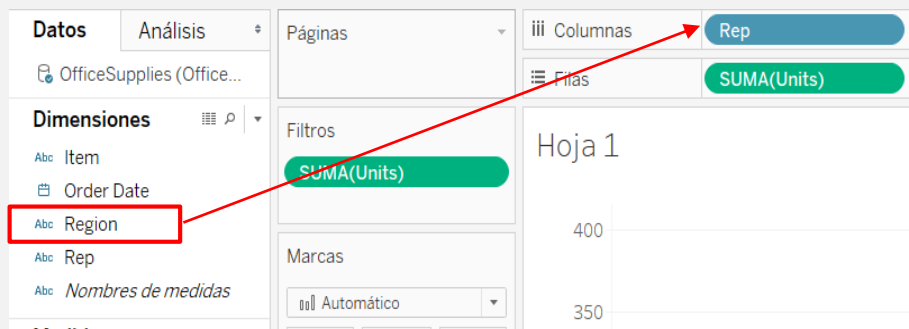 Datos
Análisis
OfficeSupplies (Office...
Dimensiones
Abc Item
Order Date
Abc Region
Abc Rep
Abc Nombres de medidas
Páginas
Filtros
SUMA(Units)
Marcas
Automático
Columnas
Rep
Filas
SUMA(Units)
Hoja 1
400
350